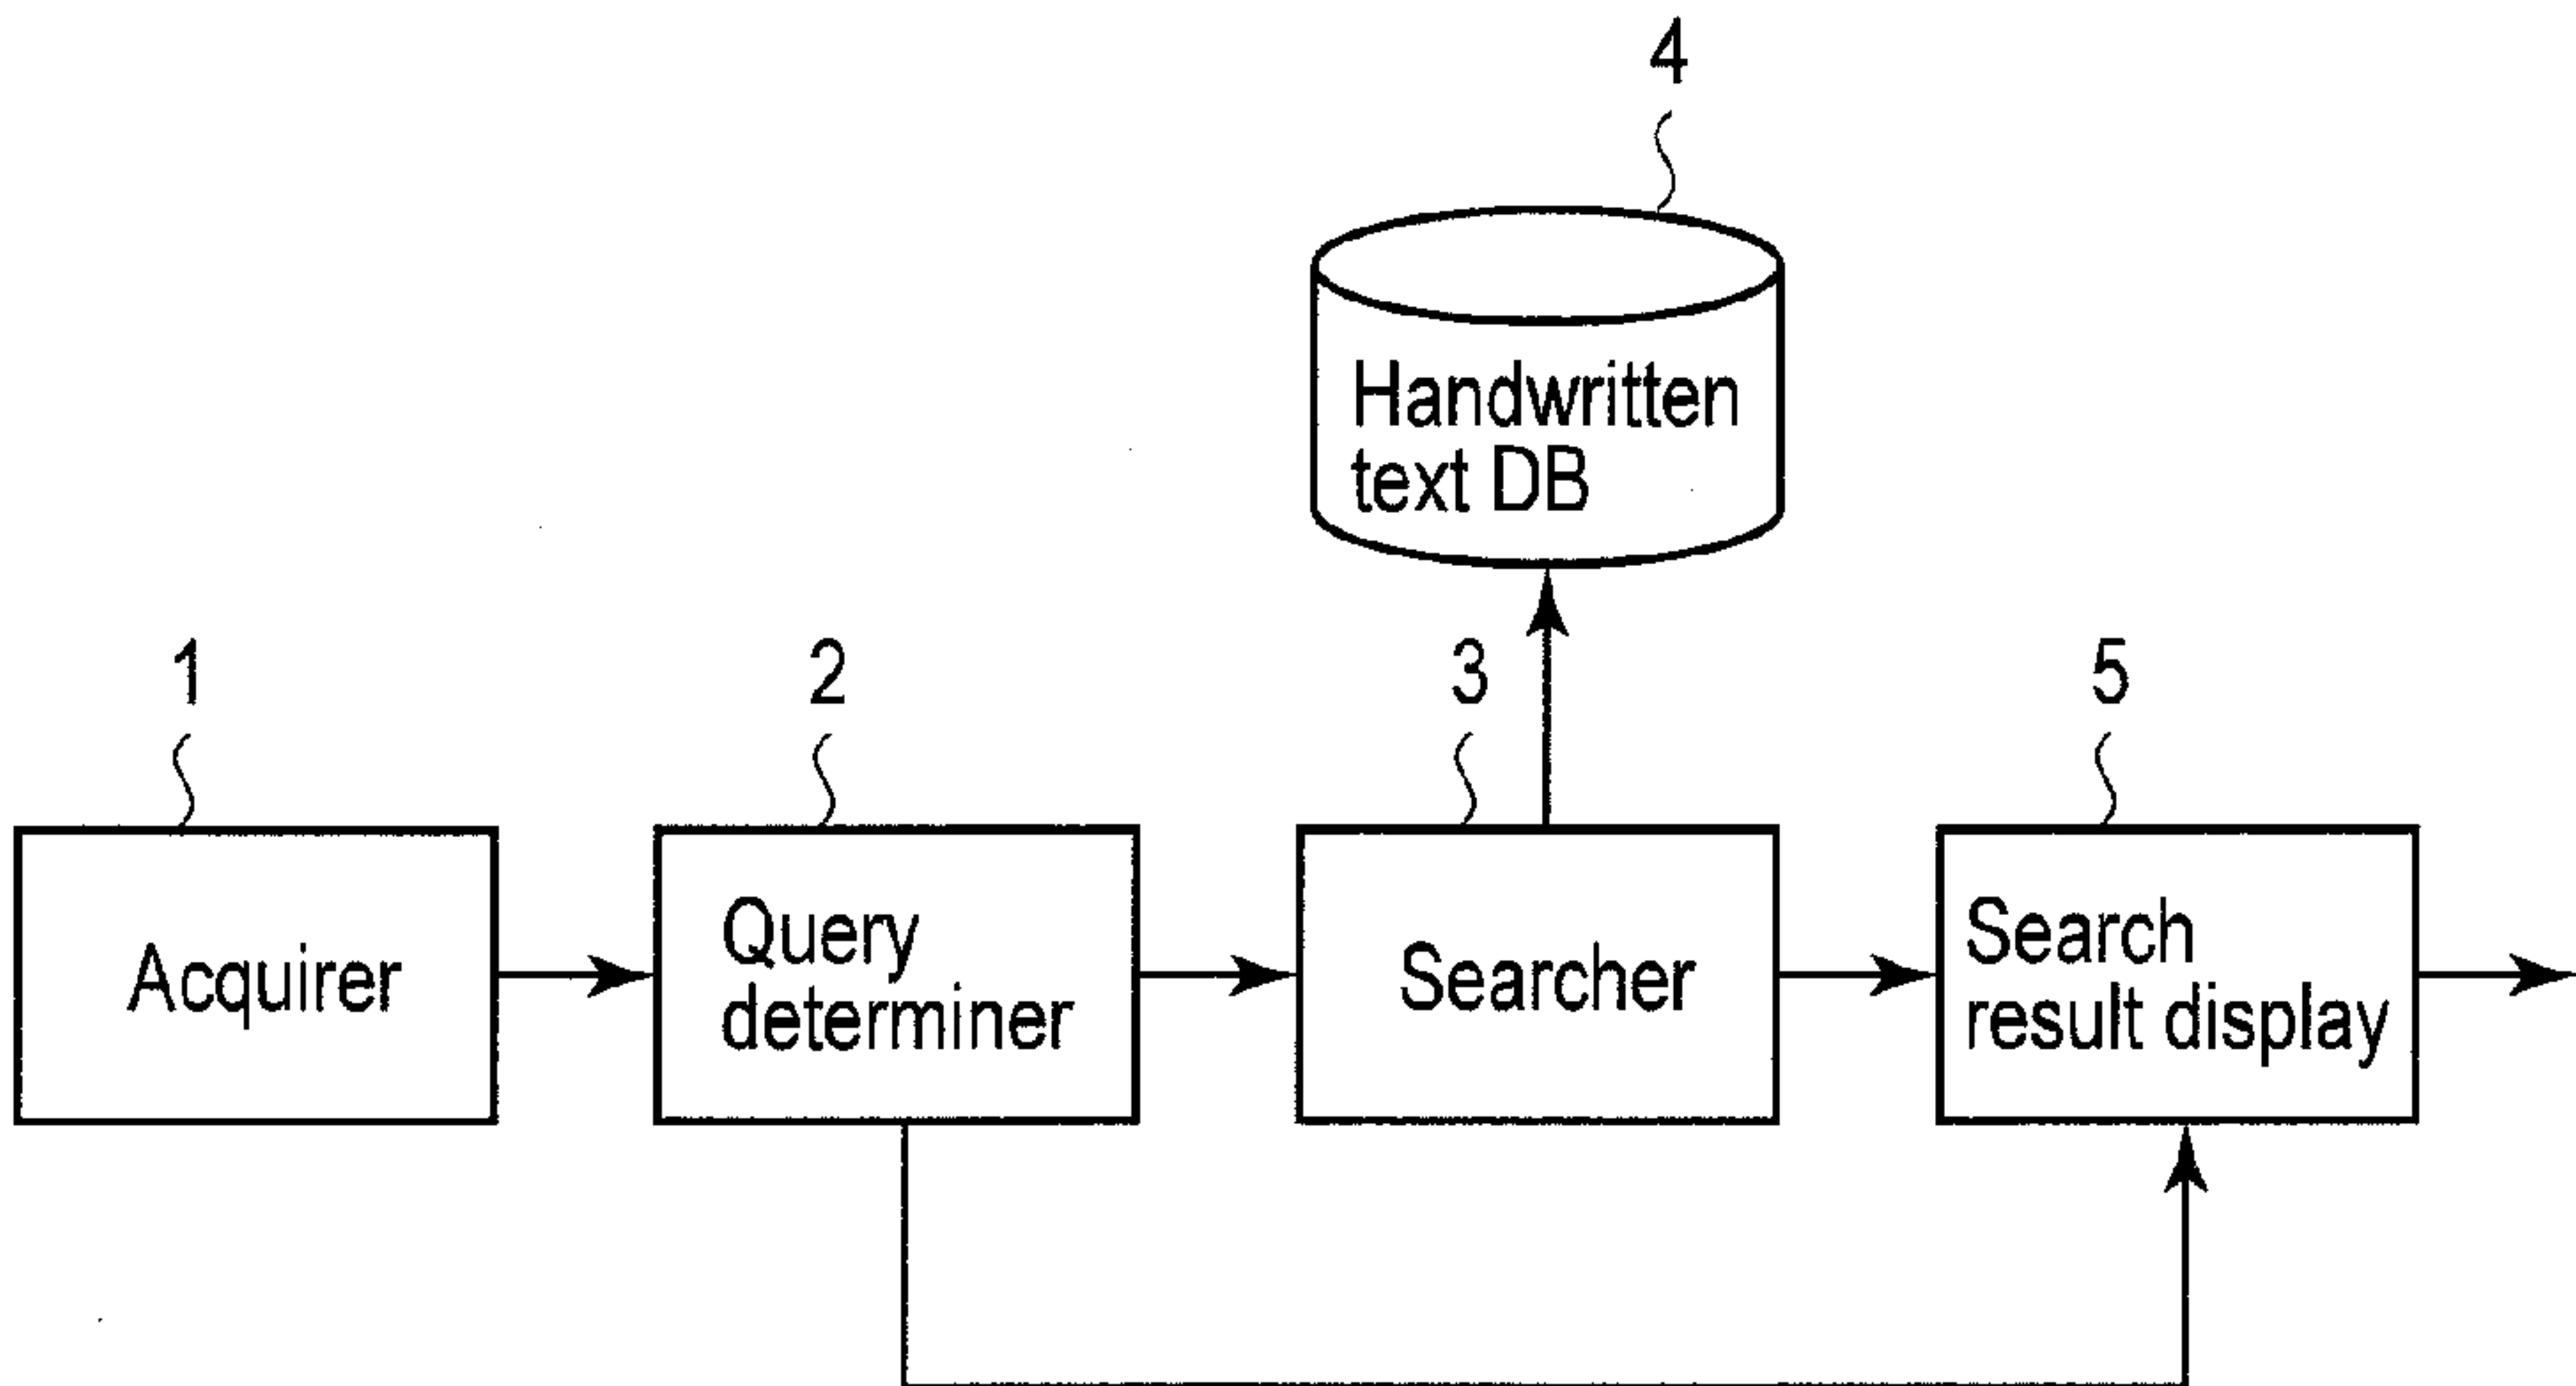 4
Handwritten
text DB
1
2
3
5
Acquirer
Query
determiner
Searcher
Search
result display